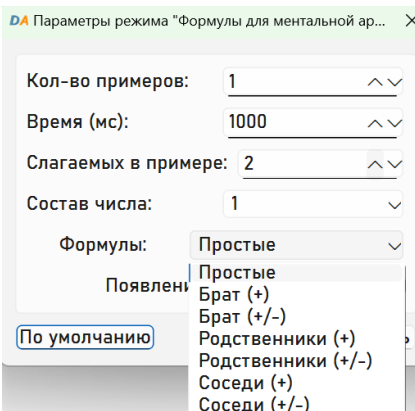 DA Параметры режима "Формулы для ментальной ар...
Кол-во примеров: 1
Время (мс): 1000
Слагаемых в примере: 2
Состав числа: 1
Формулы: Простые
Простые
Появлени
Брат (+)
Брат (+/-)
По умолчанию
Родственники (+)
Родственники (+/-)
Соседи (+)
Соседи (+/-)